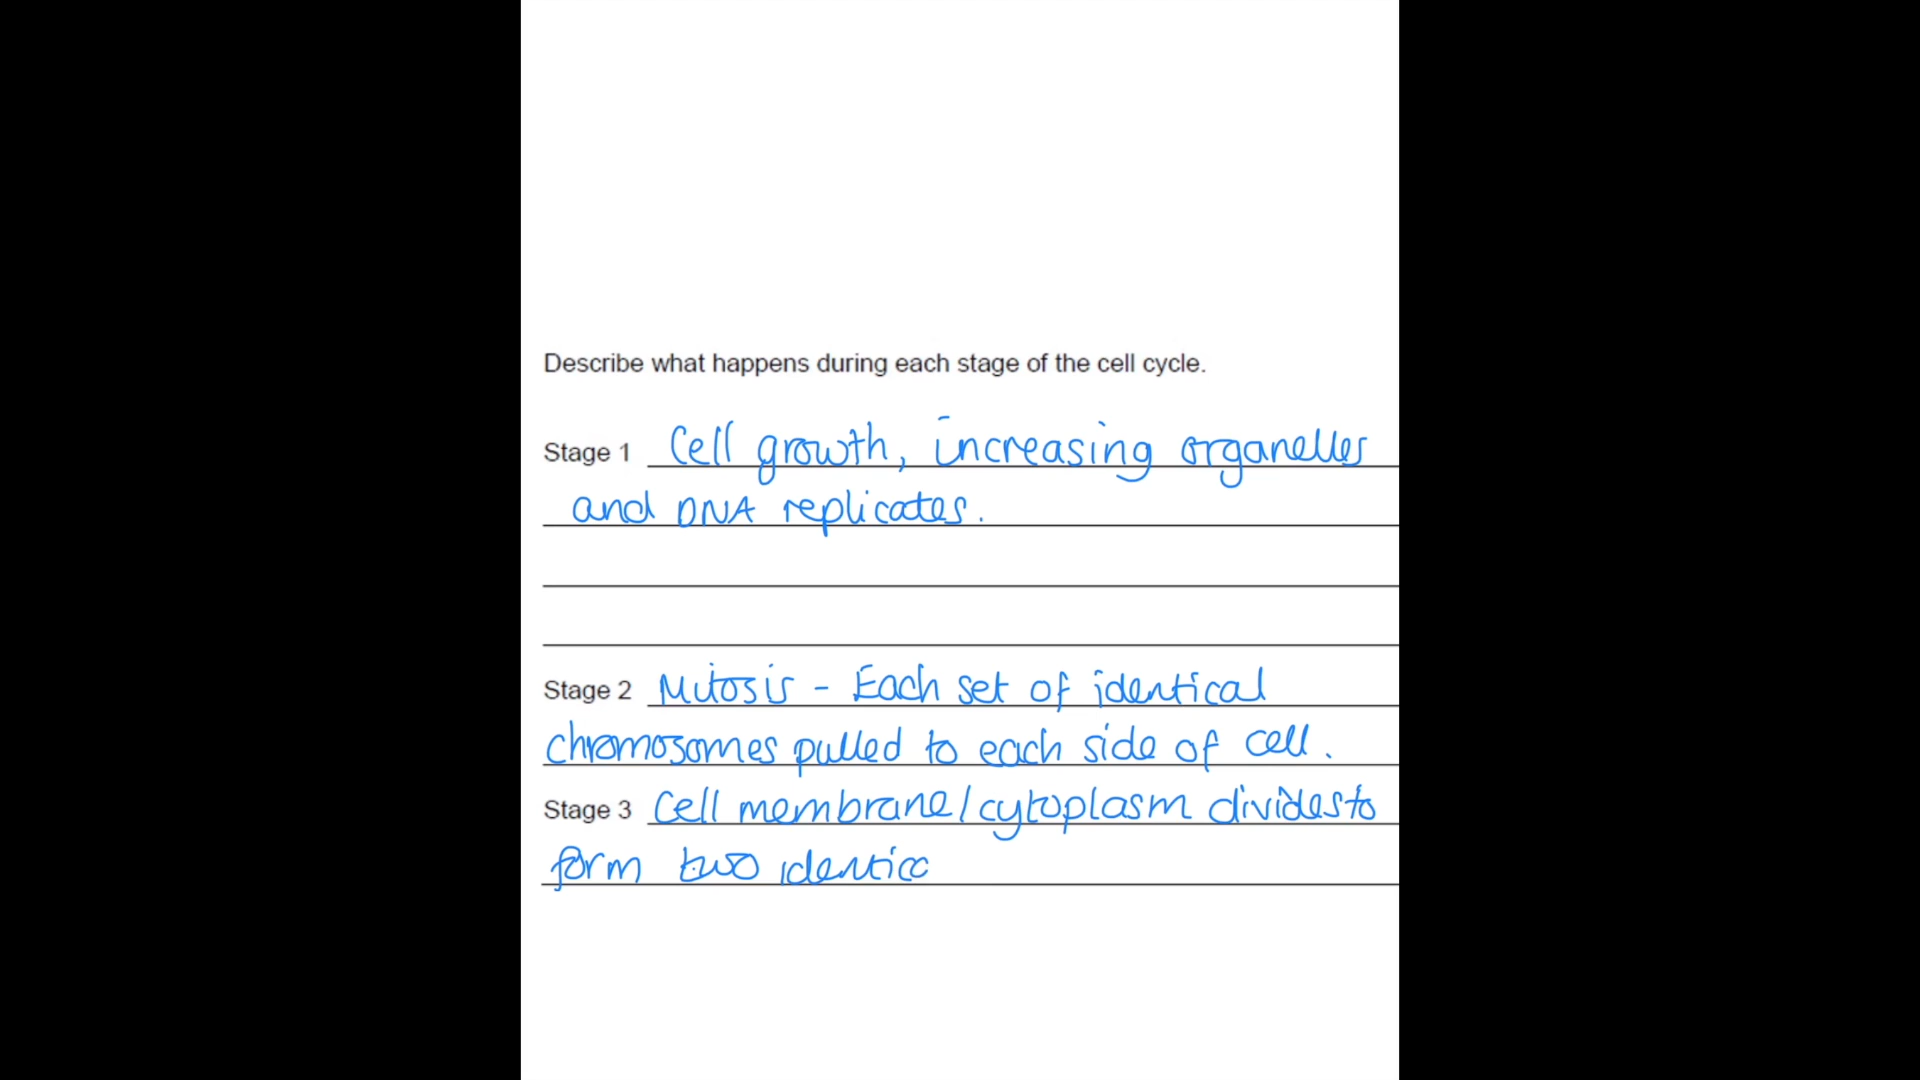 Describe what happens during each stage of the cell cycle.
Stage 1 Cell growth, increasing organelles
and DNA replicates.
Stage 2 Mitosis - Each set of identical
chromosomes pulled to each side of cell.
Stage 3 Cell membrane/cytoplasm divides to
form two identica